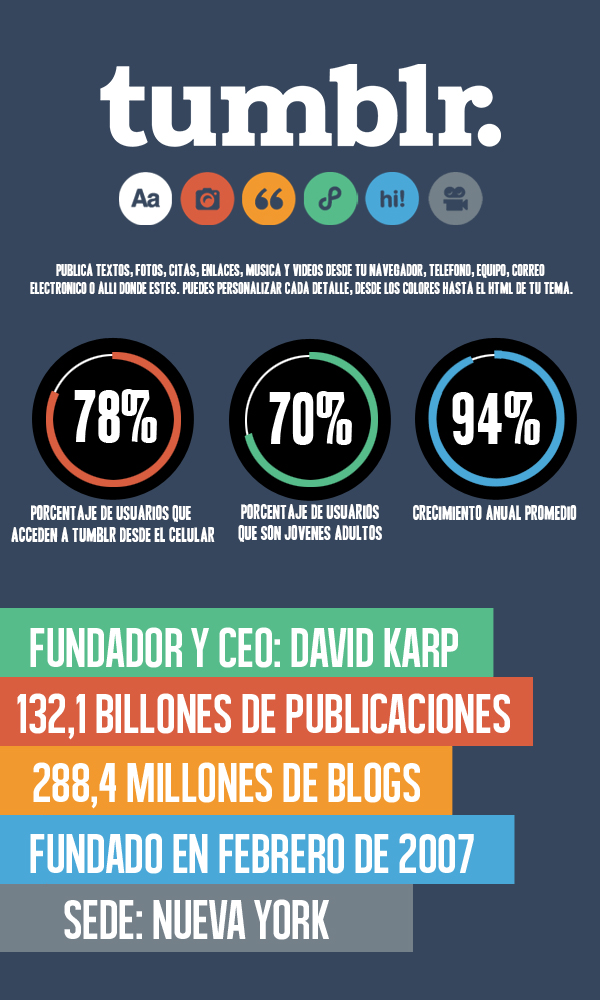 tumblr.
Aa
hi!
PUBLICA TEXTOS, FOTOS, CITAS, ENLACES, MUSICA Y VIDEOS DESDE TU NAVEGADOR, TELEFONO, EQUIPO, CORREO
ELECTRONICO O ALLI DONDE ESTES. PUEDES PERSONALIZAR CADA DETALLE, DESDE LOS COLORES HASTA EL HTML DE TU TEMA.
78%
PORCENTAJE DE USUARIOS QUE
ACCEDEN A TUMBLR DESDE EL CELULAR
70%
PORCENTAJE DE USUARIOS
QUE SON JOVENES ADULTOS
94%
CRECIMIENTO ANUAL PROMEDIO
FUNDADOR Y CEO: DAVID KARP
132,1 BILLONES DE PUBLICACIONES
288,4 MILLONES DE BLOGS
FUNDADO EN FEBRERO DE 2007
SEDE: NUEVA YORK